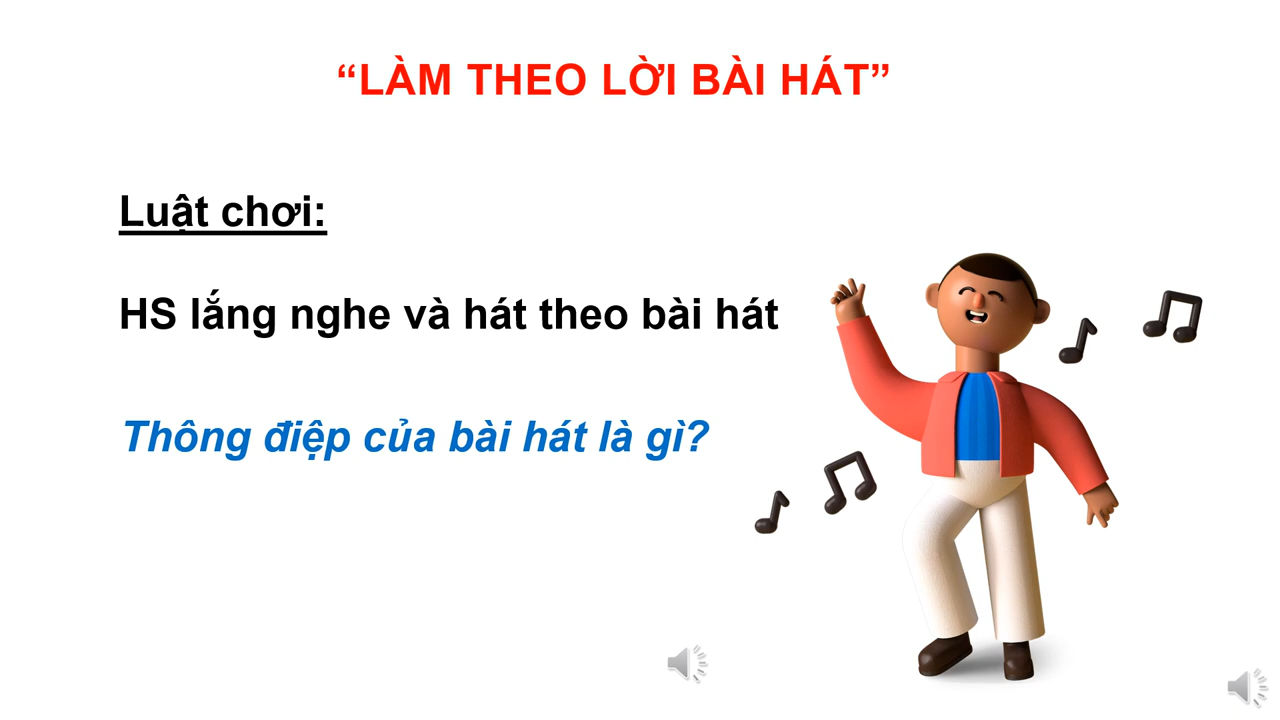 “LÀM THEO LỜI BÀI HÁT”
Luật chơi:
HS lắng nghe và hát theo bài hát
Thông điệp của bài hát là gì?